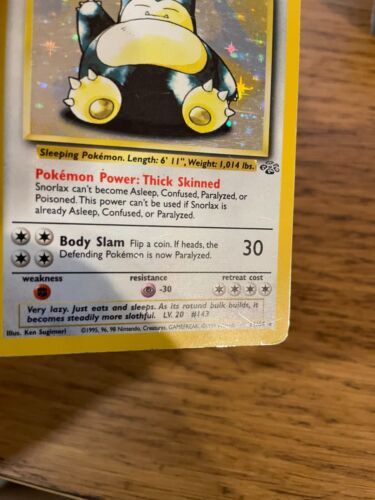 Sleeping Pokémon. Length: 6' 11", Weight: 1,014 lbs.
Pokémon Power: Thick Skinned
Snorlax can't become Asleep, Confused, Paralyzed, or
Poisoned. This power can't be used if Snorlax is
already Asleep, Confused, or Paralyzed.
Body Slam Flip a coin. If heads, the 30
Defending Pokémon is now Paralyzed.
weakness resistance retreat cost
-30
Very lazy. Just eats and sleeps. As its rotund bulk builds, it
becomes steadily more slothful. LV. 20 #143
Illus. Ken Sugimori ©1995, 96, 98 Nintendo, Creatures, GAMEFREAK.